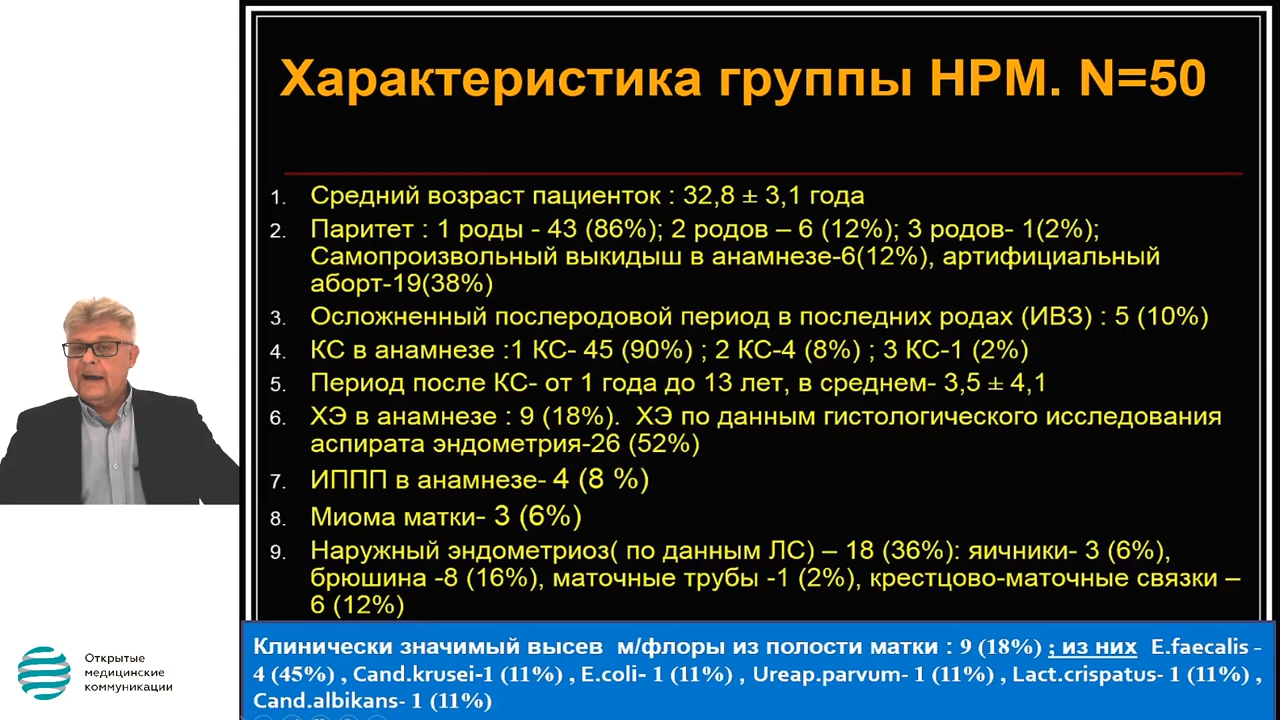 Характеристика группы НРМ. N=50
1. Средний возраст пациенток : 32,8 ± 3,1 года
2. Паритет : 1 роды - 43 (86%); 2 родов – 6 (12%); 3 родов- 1(2%);
Самопроизвольный выкидыш в анамнезе-6(12%), артифициальный
аборт-19(38%)
3. Осложненный послеродовой период в последних родах (ИВЗ) : 5 (10%)
4. КС в анамнезе :1 КС- 45 (90%) ; 2 КС-4 (8%) ; 3 КС-1 (2%)
5. Период после КС- от 1 года до 13 лет, в среднем- 3,5 ± 4,1
6. ХЭ в анамнезе : 9 (18%). ХЭ по данным гистологического исследования
аспирата эндометрия-26 (52%)
7. ИППП в анамнезе- 4 (8 %)
8. Миома матки- 3 (6%)
9. Наружный эндометриоз( по данным ЛС) – 18 (36%): яичники- 3 (6%),
брюшина -8 (16%), маточные трубы -1 (2%), крестцово-маточные связки –
6 (12%)
Клинически значимый высев м/флоры из полости матки : 9 (18%) ; из них E.faecalis -
4 (45%) , Cand.krusei-1 (11%) , E.coli- 1 (11%) , Ureap.parvum- 1 (11%) , Lact.crispatus- 1 (11%) ,
Cand.albikans- 1 (11%)
Открытые
медицинские
коммуникации